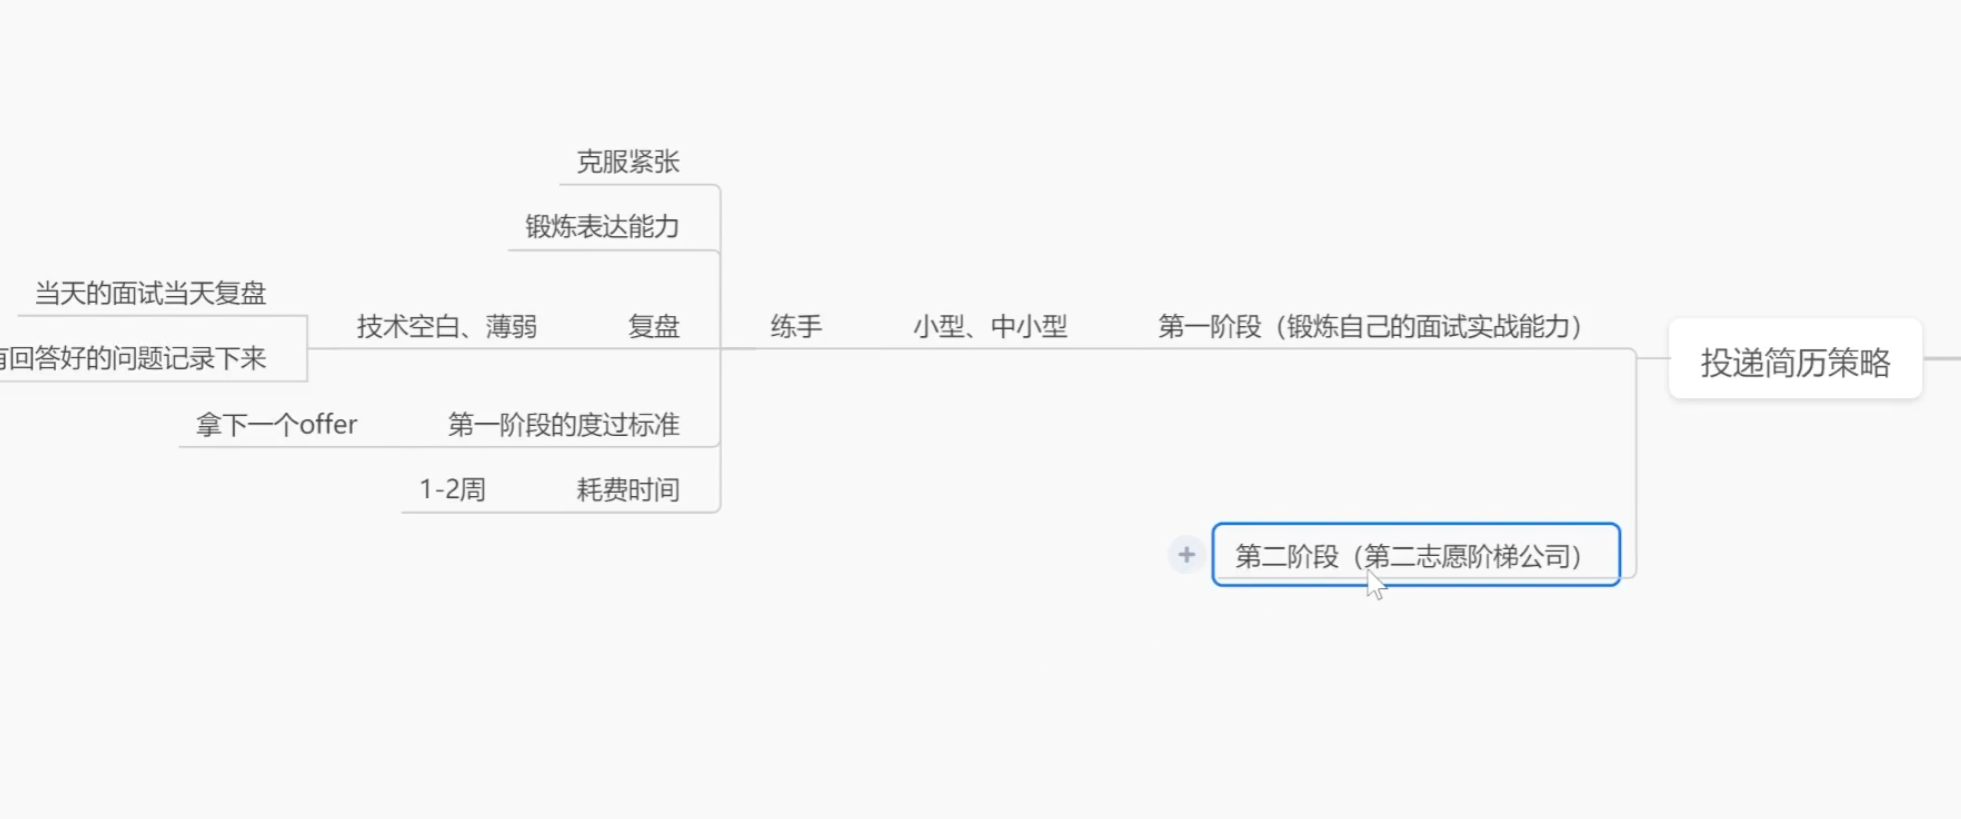 克服紧张
锻炼表达能力
当天的面试当天复盘
技术空白、薄弱
复盘
练手
小型、中小型
第一阶段（锻炼自己的面试实战能力）
投递简历策略
回答好的问题记录下来
拿下一个offer
第一阶段的度过标准
1-2周
耗费时间
第二阶段（第二志愿阶梯公司）